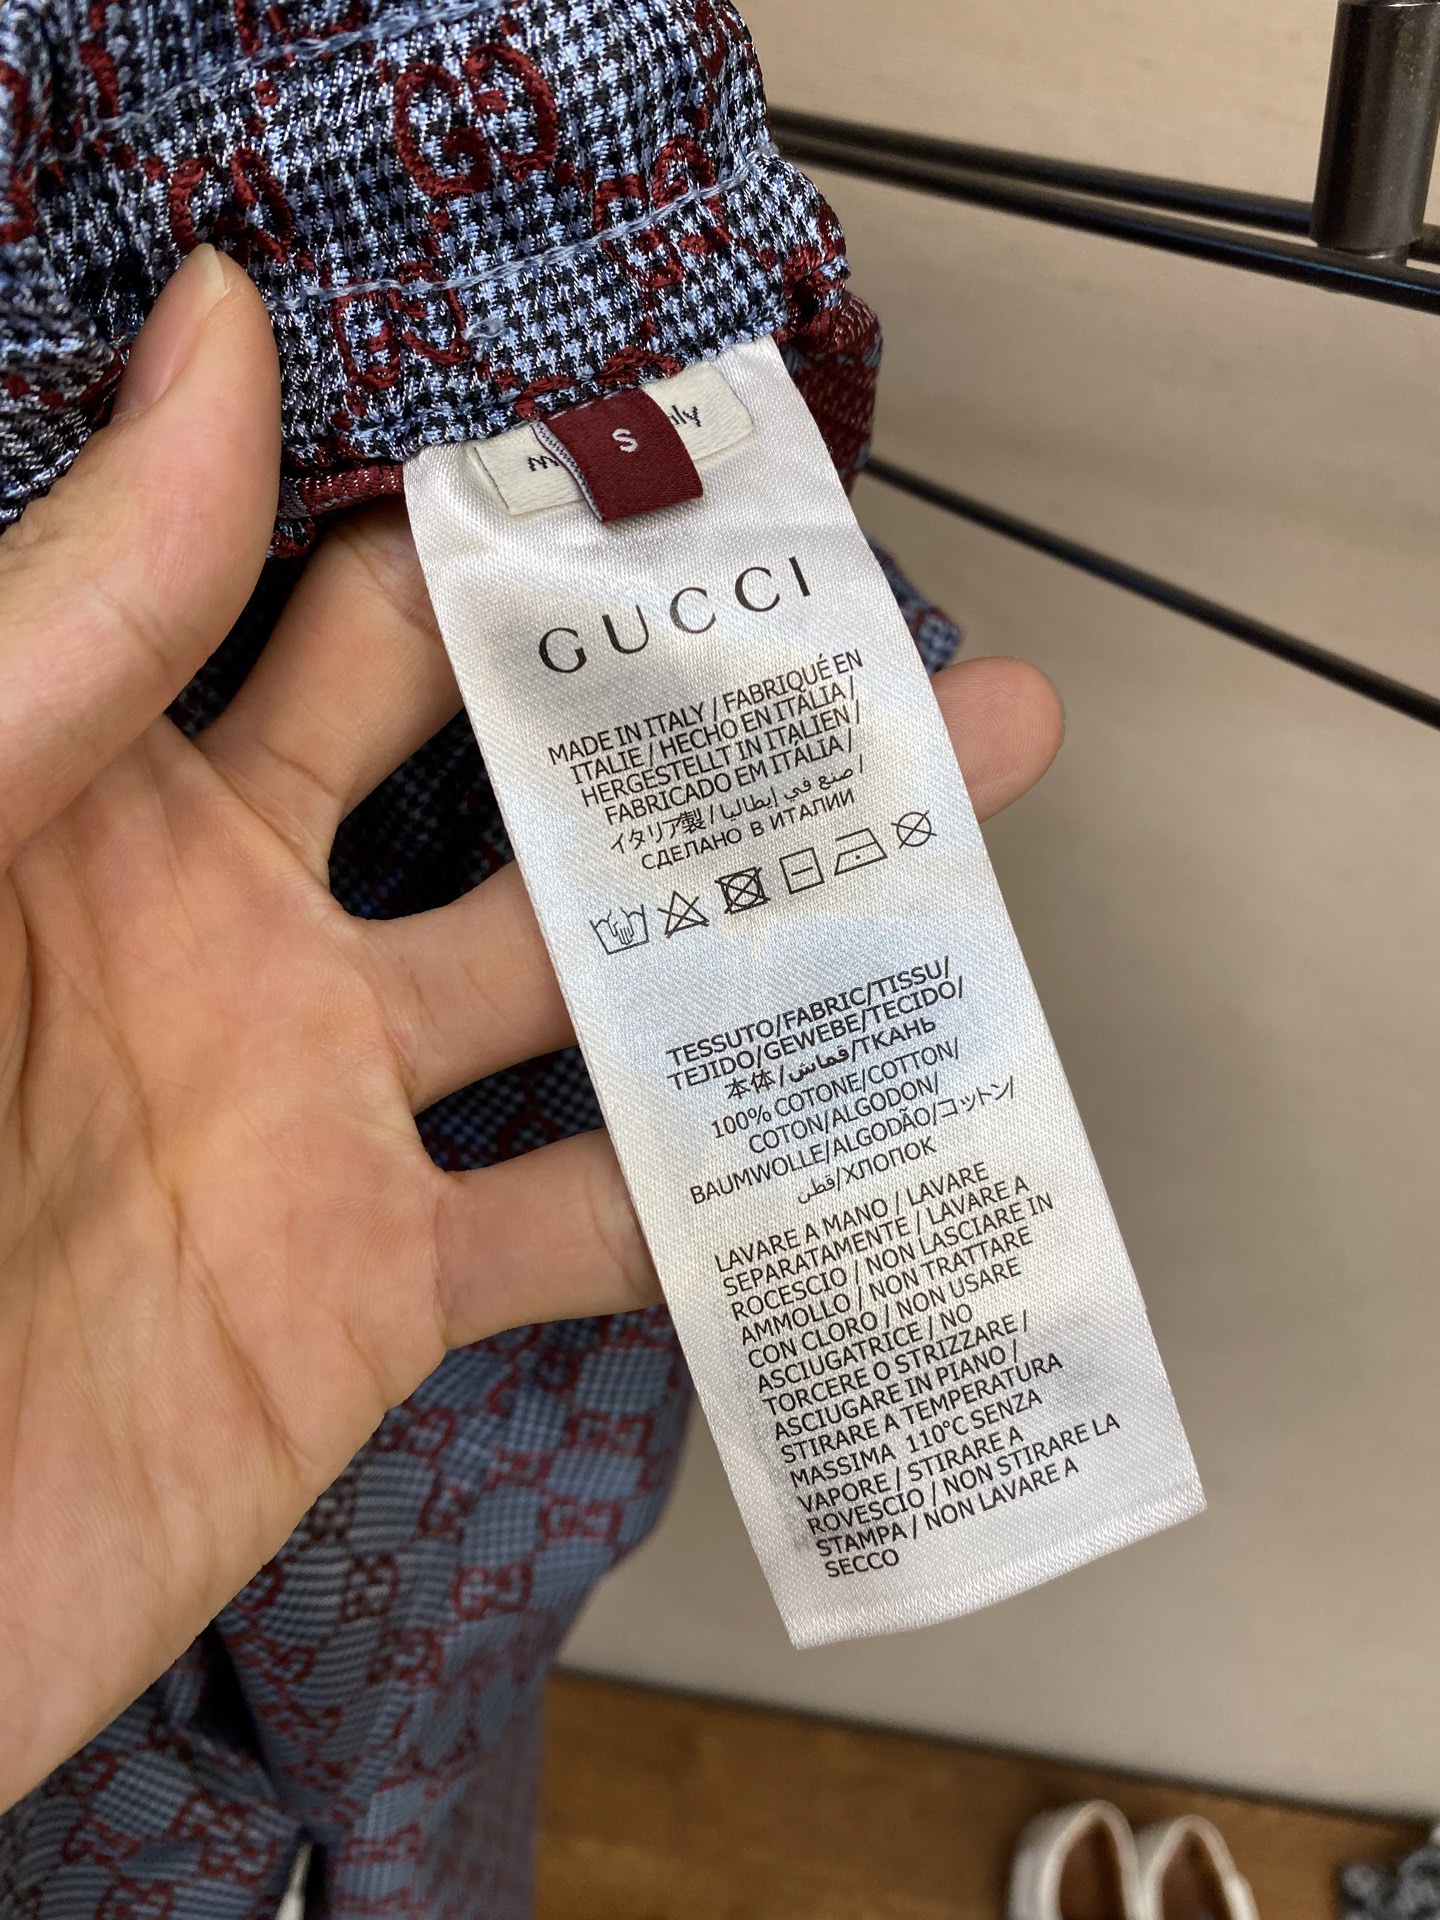 S
GUCCI
MADE IN ITALY / FABRIQUÉ EN
ITALIE / HECHO EN ITALIA /
HERGESTELLT IN ITALIEN /
FABRICADO EM ITÁLIA /
イタリア製 / صنع في إيطاليا /
СДЕЛАНО В ИТАЛИИ
TESSUTO/FABRIC/TISSU/
TEJIDO/GEWEBE/TECIDO/
本体/قماش/ТКАНЬ
100% COTONE/COTTON/
COTON/ALGODON/
BAUMWOLLE/ALGODÃO/コットン/
قطن/ХЛОПОК
LAVARE A MANO / LAVARE
SEPARATAMENTE / LAVARE A
ROCESCIO / NON LASCIARE IN
AMMOLLO / NON TRATTARE
CON CLORO / NON USARE
ASCIUGATRICE / NO
TORCERE O STRIZZARE /
ASCIUGARE IN PIANO /
STIRARE A TEMPERATURA
MASSIMA 110°C SENZA
VAPORE / STIRARE A
ROVESCIO / NON STIRARE LA
STAMPA / NON LAVARE A
SECCO